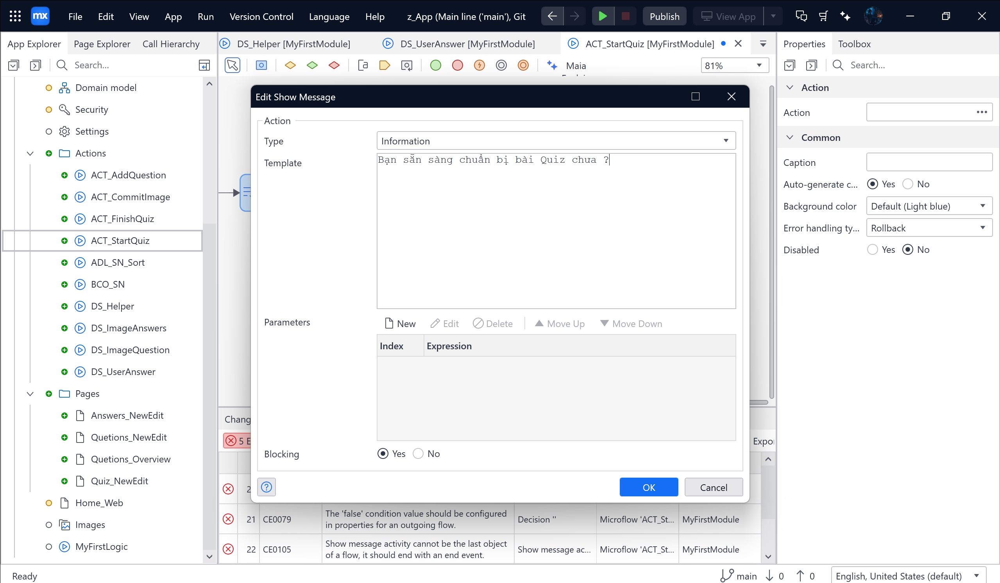 mx File Edit View App Run Version Control Language Help z_App (Main line ('main'), Git Publish View App
App Explorer Page Explorer Call Hierarchy
Search...
Domain model
Security
Settings
Actions
ACT_AddQuestion
ACT_CommitImage
ACT_FinishQuiz
ACT_StartQuiz
ADL_SN_Sort
BCO_SN
DS_Helper
DS_ImageAnswers
DS_ImageQuestion
DS_UserAnswer
Pages
Answers_NewEdit
Quetions_NewEdit
Quetions_Overview
Quiz_NewEdit
Home_Web
Images
MyFirstLogic
DS_Helper [MyFirstModule] DS_UserAnswer [MyFirstModule] ACT_StartQuiz [MyFirstModule]
Maia 81%
Edit Show Message
Action
Type Information
Template Bạn sẵn sàng chuẩn bị bài Quiz chưa ?
Parameters New Edit Delete Move Up Move Down
Index Expression
Blocking Yes No
? OK Cancel
Chang
5 E Expor
21 CE0079 The 'false' condition value should be configured in properties for an outgoing flow. Decision '' Microflow 'ACT_St... MyFirstModule
22 CE0105 Show message activity cannot be the last object of a flow, it should end with an end event. Show message ac... Microflow 'ACT_St... MyFirstModule
Properties Toolbox
Search...
Action
Action ...
Common
Caption
Auto-generate c... Yes No
Background color Default (Light blue)
Error handling ty... Rollback
Disabled Yes No
Ready main 0 0 English, United States (default)